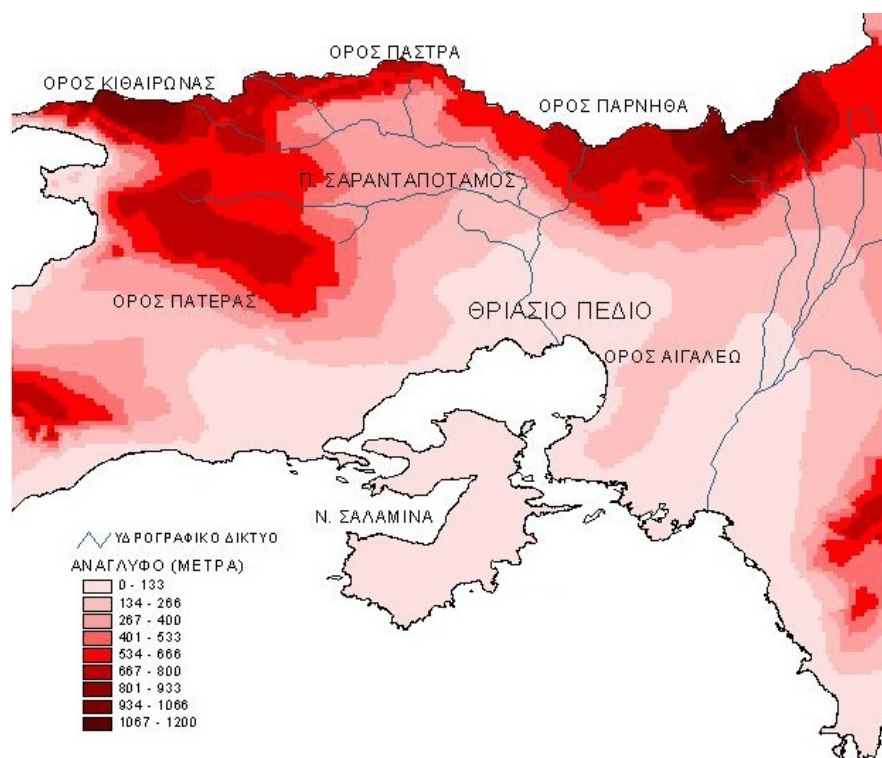 ΟΡΟΣ ΠΑΣΤΡΑ
ΟΡΟΣ ΚΙΘΑΙΡΩΝΑΣ
ΟΡΟΣ ΠΑΡΝΗΘΑ
Π. ΣΑΡΑΝΤΑΠΟΤΑΜΟΣ
ΟΡΟΣ ΠΑΤΕΡΑΣ
ΘΡΙΑΣΙΟ ΠΕΔΙΟ
ΟΡΟΣ ΑΙΓΑΛΕΩ
Ν. ΣΑΛΑΜΙΝΑ
ΥΔΡΟΓΡΑΦΙΚΟ ΔΙΚΤΥΟ
ΑΝΑΓΛΥΦΟ (ΜΕΤΡΑ)
0 - 133
134 - 266
267 - 400
401 - 533
534 - 666
667 - 800
801 - 933
934 - 1066
1067 - 1200